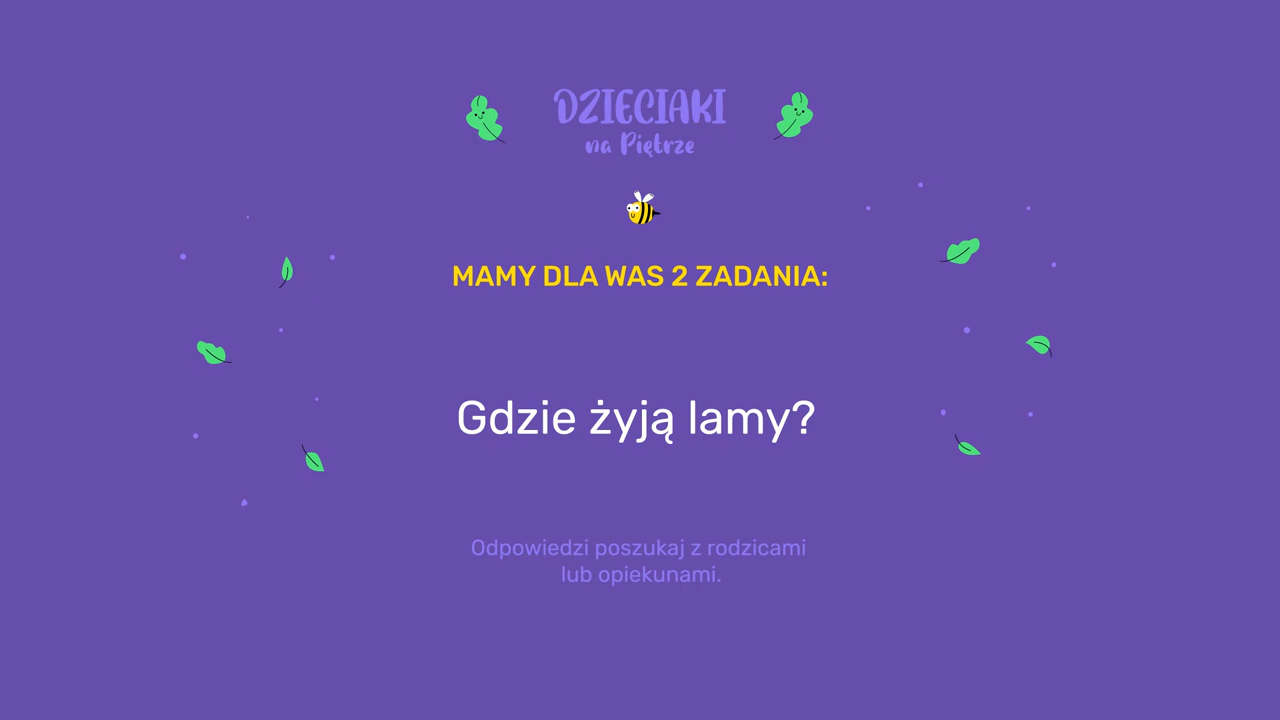 DZIECIAKI
na Piętrze
MAMY DLA WAS 2 ZADANIA:
Gdzie żyją lamy?
Odpowiedzi poszukaj z rodzicami
lub opiekunami.